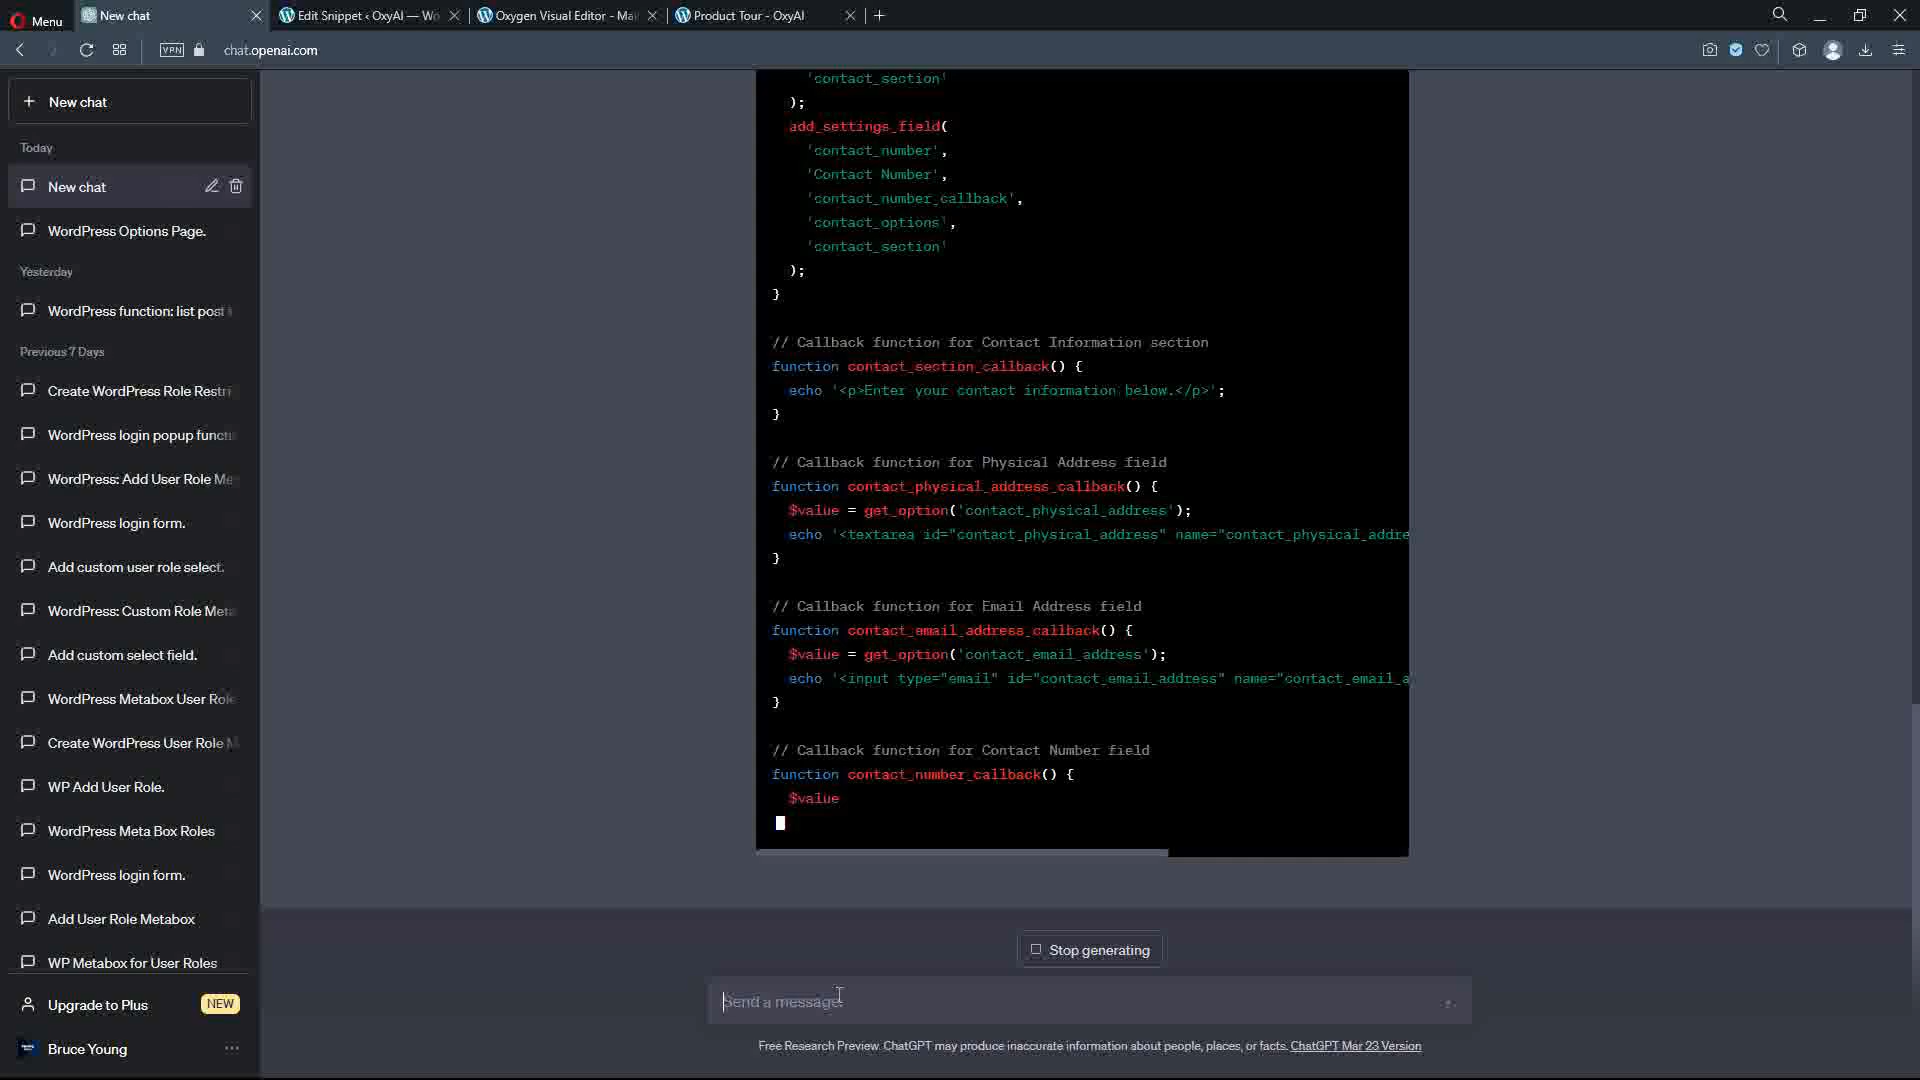 Menu
New chat
Edit Snippet ‹ OxyAI — Wo
Oxygen Visual Editor - Mai
Product Tour - OxyAI
VPN
chat.openai.com
New chat
Today
New chat
WordPress Options Page.
Yesterday
WordPress function: list post
Previous 7 Days
Create WordPress Role Restri
WordPress login popup functi
WordPress: Add User Role Me
WordPress login form.
Add custom user role select.
WordPress: Custom Role Meta
Add custom select field.
WordPress Metabox User Role
Create WordPress User Role M
WP Add User Role.
WordPress Meta Box Roles
WordPress login form.
Add User Role Metabox
WP Metabox for User Roles
Upgrade to Plus
NEW
Bruce Young
'contact_section'
);
add_settings_field(
'contact_number',
'Contact Number',
'contact_number_callback',
'contact_options',
'contact_section'
);
}
// Callback function for Contact Information section
function contact_section_callback() {
echo '<p>Enter your contact information below.</p>';
}
// Callback function for Physical Address field
function contact_physical_address_callback() {
$value = get_option('contact_physical_address');
echo '<textarea id="contact_physical_address" name="contact_physical_addre
}
// Callback function for Email Address field
function contact_email_address_callback() {
$value = get_option('contact_email_address');
echo '<input type="email" id="contact_email_address" name="contact_email_a
}
// Callback function for Contact Number field
function contact_number_callback() {
$value
Stop generating
Send a message.
Free Research Preview. ChatGPT may produce inaccurate information about people, places, or facts. ChatGPT Mar 23 Version